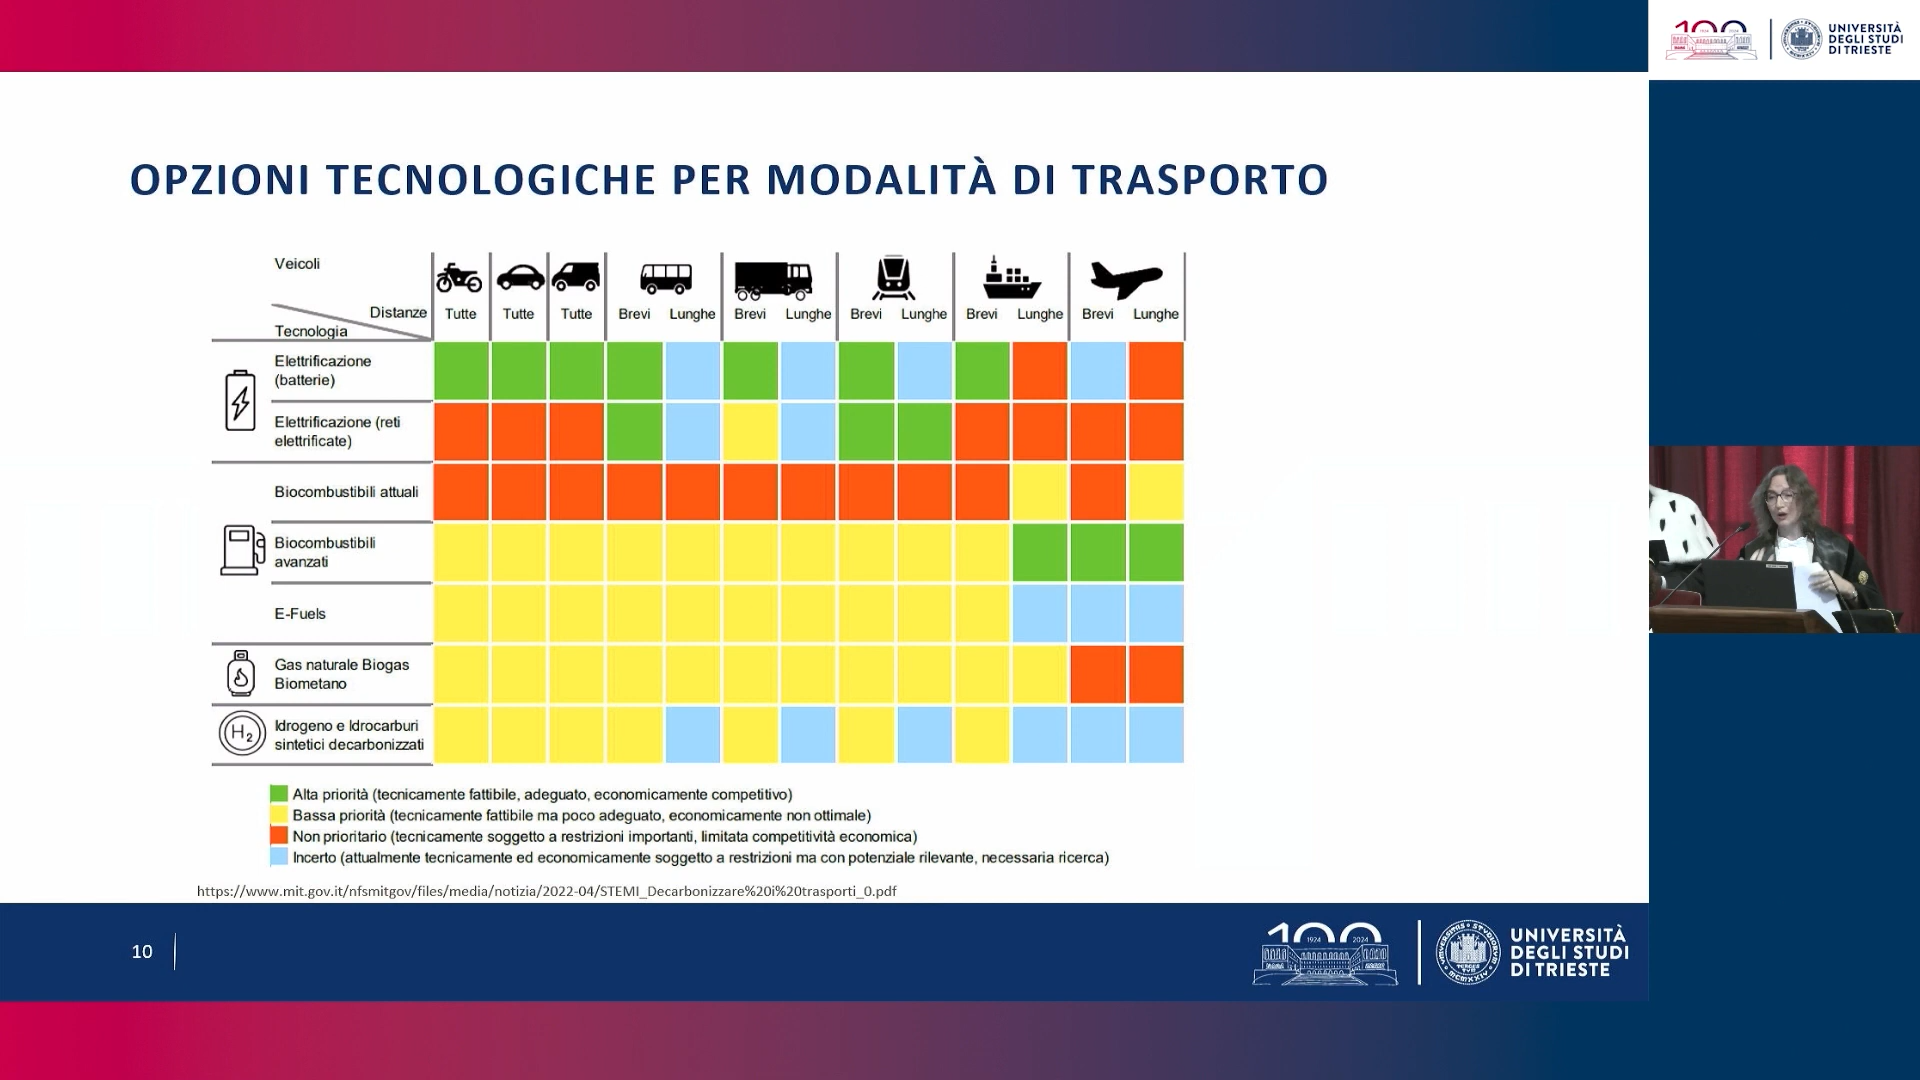 100
UNIVERSITÀ
DEGLI STUDI
DI TRIESTE
OPZIONI TECNOLOGICHE PER MODALITÀ DI TRASPORTO
Veicoli
Distanze
Tecnologia
Tutte Tutte Tutte Brevi Lunghe Brevi Lunghe Brevi Lunghe Brevi Lunghe Brevi Lunghe
Elettrificazione
(batterie)
Elettrificazione (reti
elettrificate)
Biocombustibili attuali
Biocombustibili
avanzati
E-Fuels
Gas naturale Biogas
Biometano
H2
Idrogeno e Idrocarburi
sintetici decarbonizzati
Alta priorità (tecnicamente fattibile, adeguato, economicamente competitivo)
Bassa priorità (tecnicamente fattibile ma poco adeguato, economicamente non ottimale)
Non prioritario (tecnicamente soggetto a restrizioni importanti, limitata competitività economica)
Incerto (attualmente tecnicamente ed economicamente soggetto a restrizioni ma con potenziale rilevante, necessaria ricerca)
https://www.mit.gov.it/nfsmitgov/files/media/notizia/2022-04/STEMI_Decarbonizzare%20i%20trasporti_0.pdf
10
100
1924 2024
UNIVERSITÀ
DEGLI STUDI
DI TRIESTE